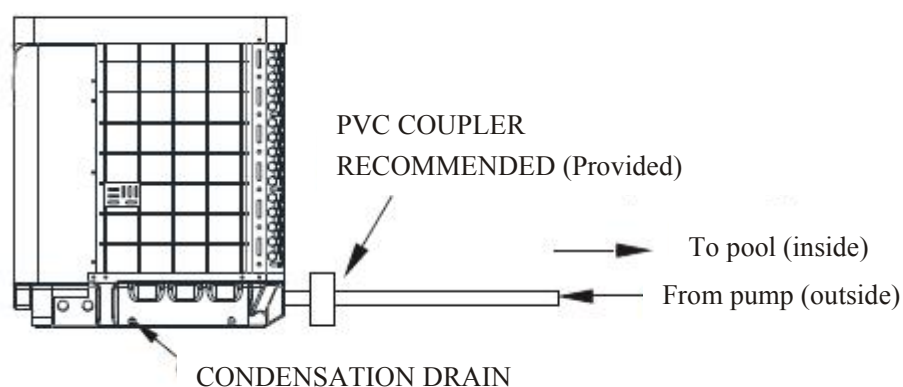 PVC COUPLER
RECOMMENDED (Provided)
To pool (inside)
From pump (outside)
CONDENSATION DRAIN